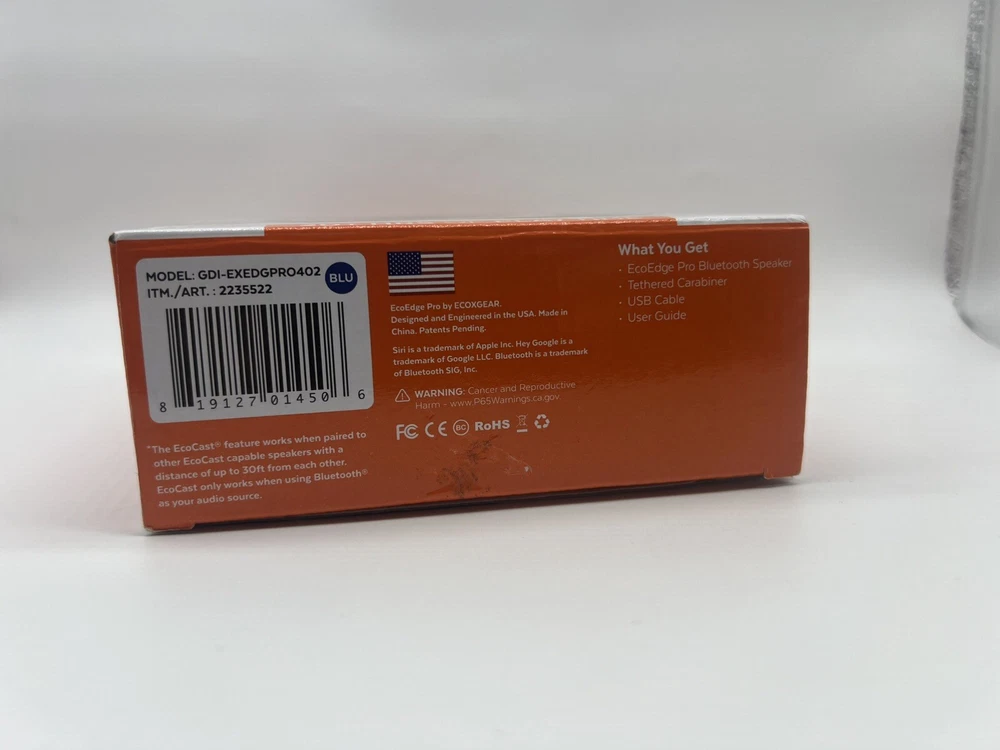 MODEL: GDI-EXEDGPRO402
BLU
ITM./ART. : 2235522
8 19127 01450 6
"The EcoCast® feature works when paired to
other EcoCast capable speakers with a
distance of up to 30ft from each other.
EcoCast only works when using Bluetooth®
as your audio source.
EcoEdge Pro by ECOXGEAR.
Designed and Engineered in the USA. Made in
China. Patents Pending.
Siri is a trademark of Apple Inc. Hey Google is a
trademark of Google LLC. Bluetooth is a trademark
of Bluetooth SIG, Inc.
WARNING: Cancer and Reproductive
Harm - www.P65Warnings.ca.gov.
FC CE BC RoHS
What You Get
· EcoEdge Pro Bluetooth Speaker
· Tethered Carabiner
· USB Cable
· User Guide